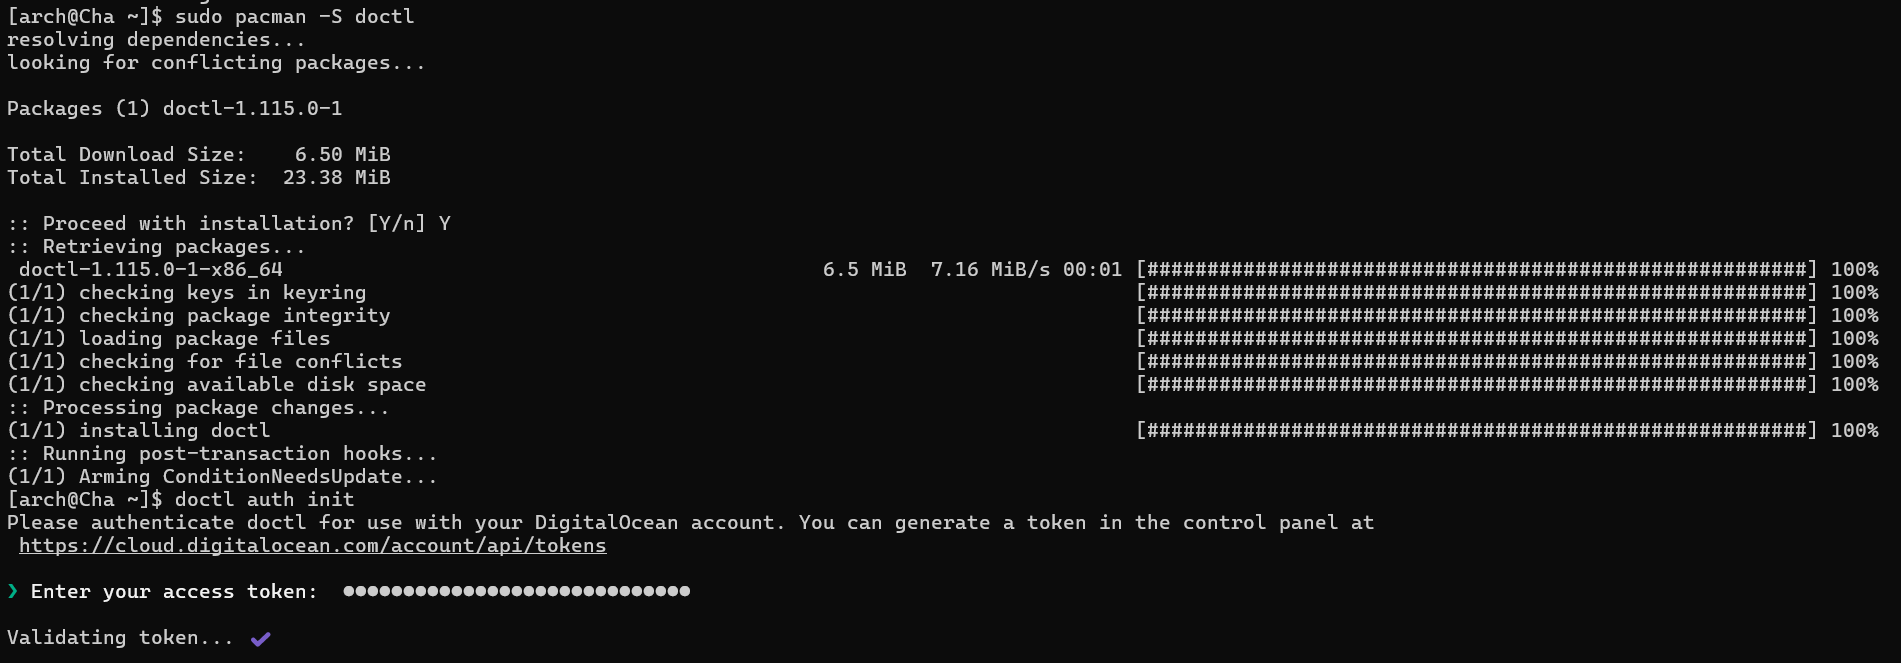 [arch@Cha ~]$ sudo pacman -S doctl
resolving dependencies...
looking for conflicting packages...
Packages (1) doctl-1.115.0-1
Total Download Size:    6.50 MiB
Total Installed Size:  23.38 MiB
:: Proceed with installation? [Y/n] Y
:: Retrieving packages...
 doctl-1.115.0-1-x86_64 6.5 MiB  7.16 MiB/s 00:01 [#######################################################] 100%
(1/1) checking keys in keyring [#######################################################] 100%
(1/1) checking package integrity [#######################################################] 100%
(1/1) loading package files [#######################################################] 100%
(1/1) checking for file conflicts [#######################################################] 100%
(1/1) checking available disk space [#######################################################] 100%
:: Processing package changes...
(1/1) installing doctl [#######################################################] 100%
:: Running post-transaction hooks...
(1/1) Arming ConditionNeedsUpdate...
[arch@Cha ~]$ doctl auth init
Please authenticate doctl for use with your DigitalOcean account. You can generate a token in the control panel at
 https://cloud.digitalocean.com/account/api/tokens
❯ Enter your access token:  ●●●●●●●●●●●●●●●●●●●●●●●●●●●●●
Validating token... ✔